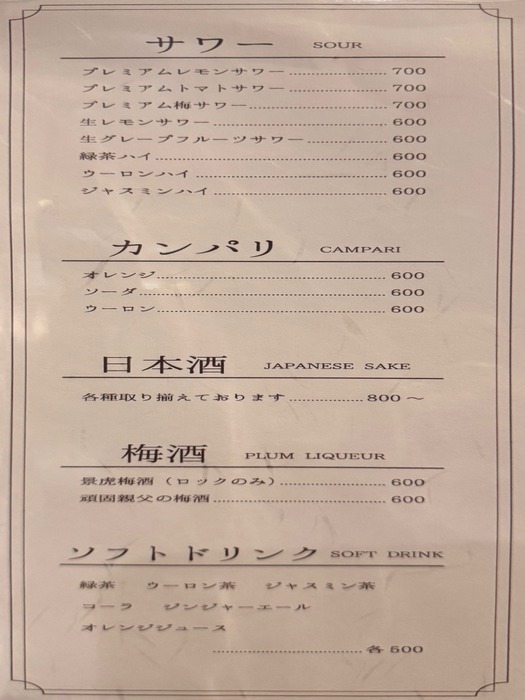 サワー SOUR
プレミアムレモンサワー 700
プレミアムトマトサワー 700
プレミアム梅サワー 700
生レモンサワー 600
生グレープフルーツサワー 600
緑茶ハイ 600
ウーロンハイ 600
ジャスミンハイ 600
カンパリ CAMPARI
オレンジ 600
ソーダ 600
ウーロン 600
日本酒 JAPANESE SAKE
各種取り揃えております 800～
梅酒 PLUM LIQUEUR
景虎梅酒（ロックのみ） 600
頑固親父の梅酒 600
ソフトドリンク SOFT DRINK
緑茶 ウーロン茶 ジャスミン茶
コーラ ジンジャーエール
オレンジジュース
各500